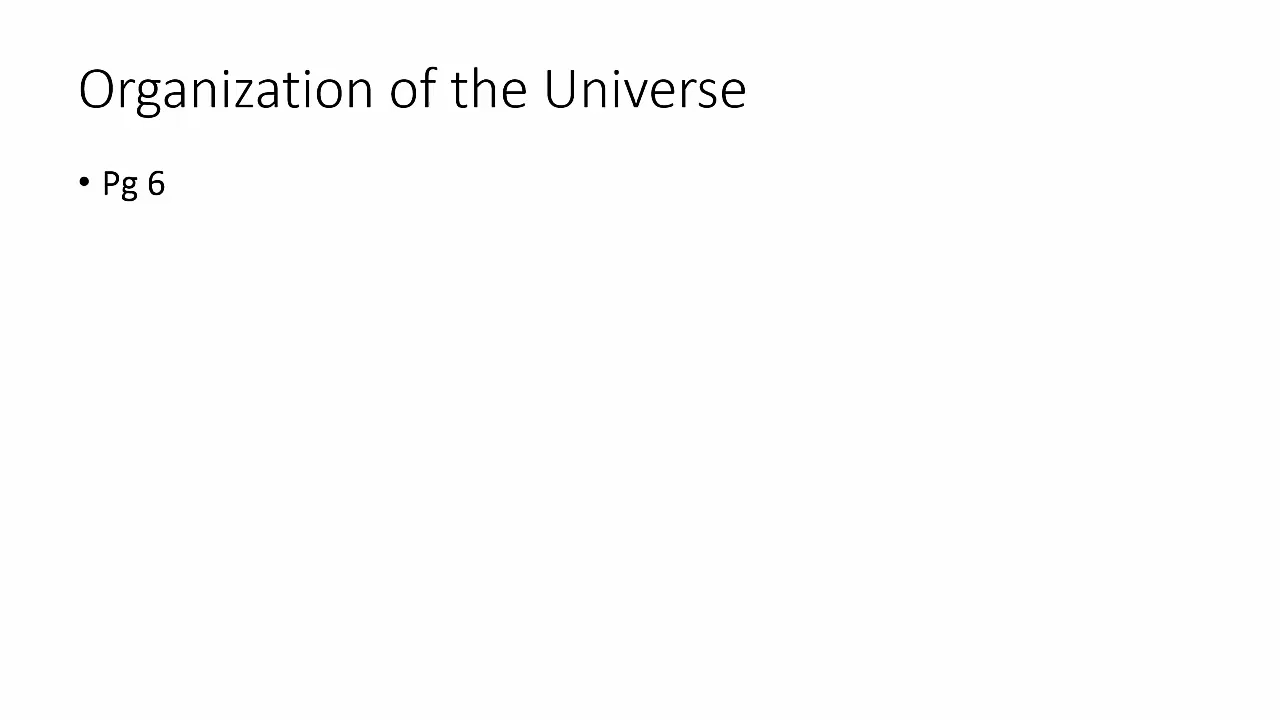 Organization of the Universe
• Pg 6